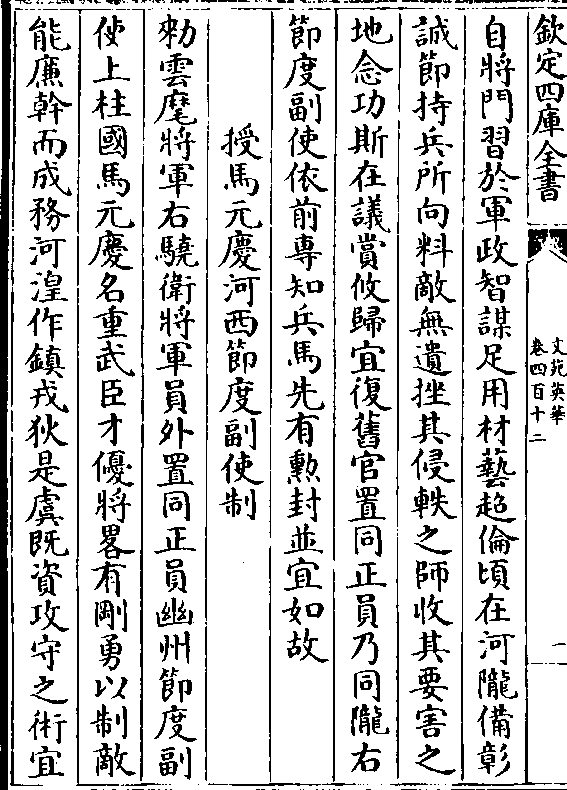 欽定四庫全書
文苑英華
卷四百十二
一
自將門習於軍政智謀足用材藝超倫頃在河隴備彰
誠節持兵所向料敵無遺挫其侵軼之師收其要害之
地念功斯在議賞攸歸宜復舊官置同正員乃同隴右
節度副使依前專知兵馬先有勲封並宜如故
授馬元慶河西節度副使制
勑雲麾將軍右驍衛將軍員外置同正員幽州節度副
使上柱國馬元慶名重武臣才優將畧有剛勇以制敵
能廉幹而成務河湟作鎮戎狄是虞既資攻守之術宜